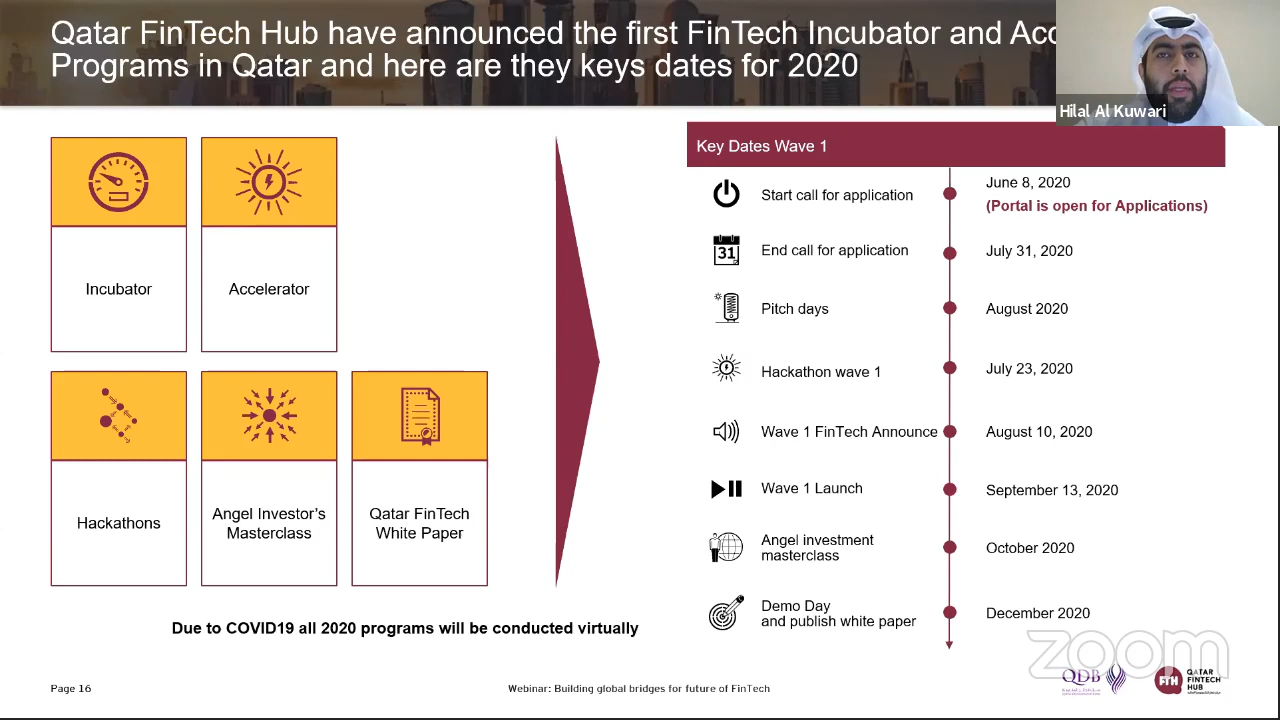 Qatar FinTech Hub have announced the first FinTech Incubator and Acc
Programs in Qatar and here are they keys dates for 2020
Hilal Al Kuwari
Incubator
Accelerator
Hackathons
Angel Investor's
Masterclass
Qatar FinTech
White Paper
Due to COVID19 all 2020 programs will be conducted virtually
Key Dates Wave 1
Start call for application
June 8, 2020
(Portal is open for Applications)
31
End call for application
July 31, 2020
Pitch days
August 2020
Hackathon wave 1
July 23, 2020
Wave 1 FinTech Announce
August 10, 2020
Wave 1 Launch
September 13, 2020
Angel investment
masterclass
October 2020
Demo Day
and publish white paper
December 2020
zoom
Page 16
Webinar: Building global bridges for future of FinTech
QDB
FTH
QATAR
FINTECH
HUB